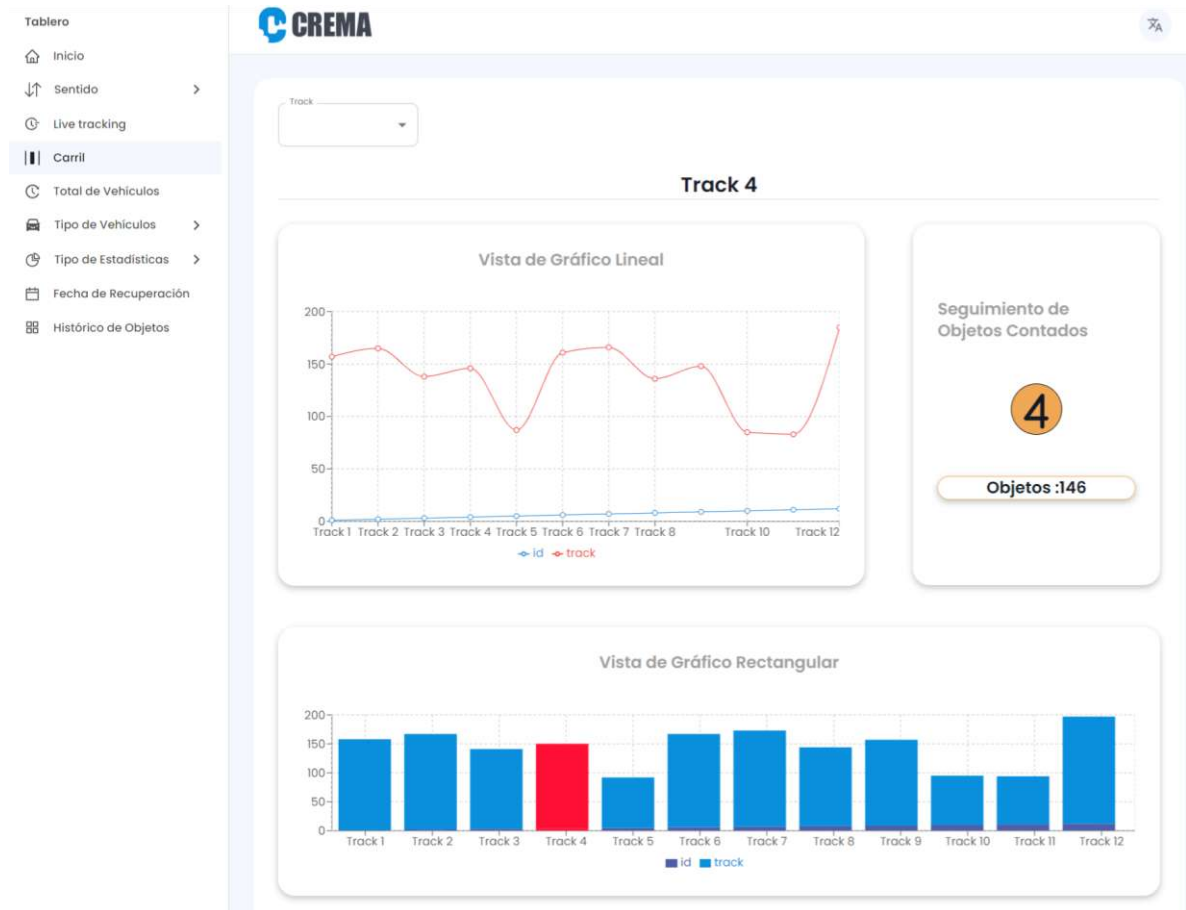 Tablero
Inicio
Sentido
Live tracking
Carril
Total de Vehículos
Tipo de Vehículos
Tipo de Estadísticas
Fecha de Recuperación
Histórico de Objetos
CREMA
Track
Track 4
Vista de Gráfico Lineal
200
150
100
50
0
Track 1 Track 2 Track 3 Track 4 Track 5 Track 6 Track 7 Track 8 Track 10 Track 12
id track
Seguimiento de
Objetos Contados
4
Objetos :146
Vista de Gráfico Rectangular
200
150
100
50
0
Track 1 Track 2 Track 3 Track 4 Track 5 Track 6 Track 7 Track 8 Track 9 Track 10 Track 11 Track 12
id track